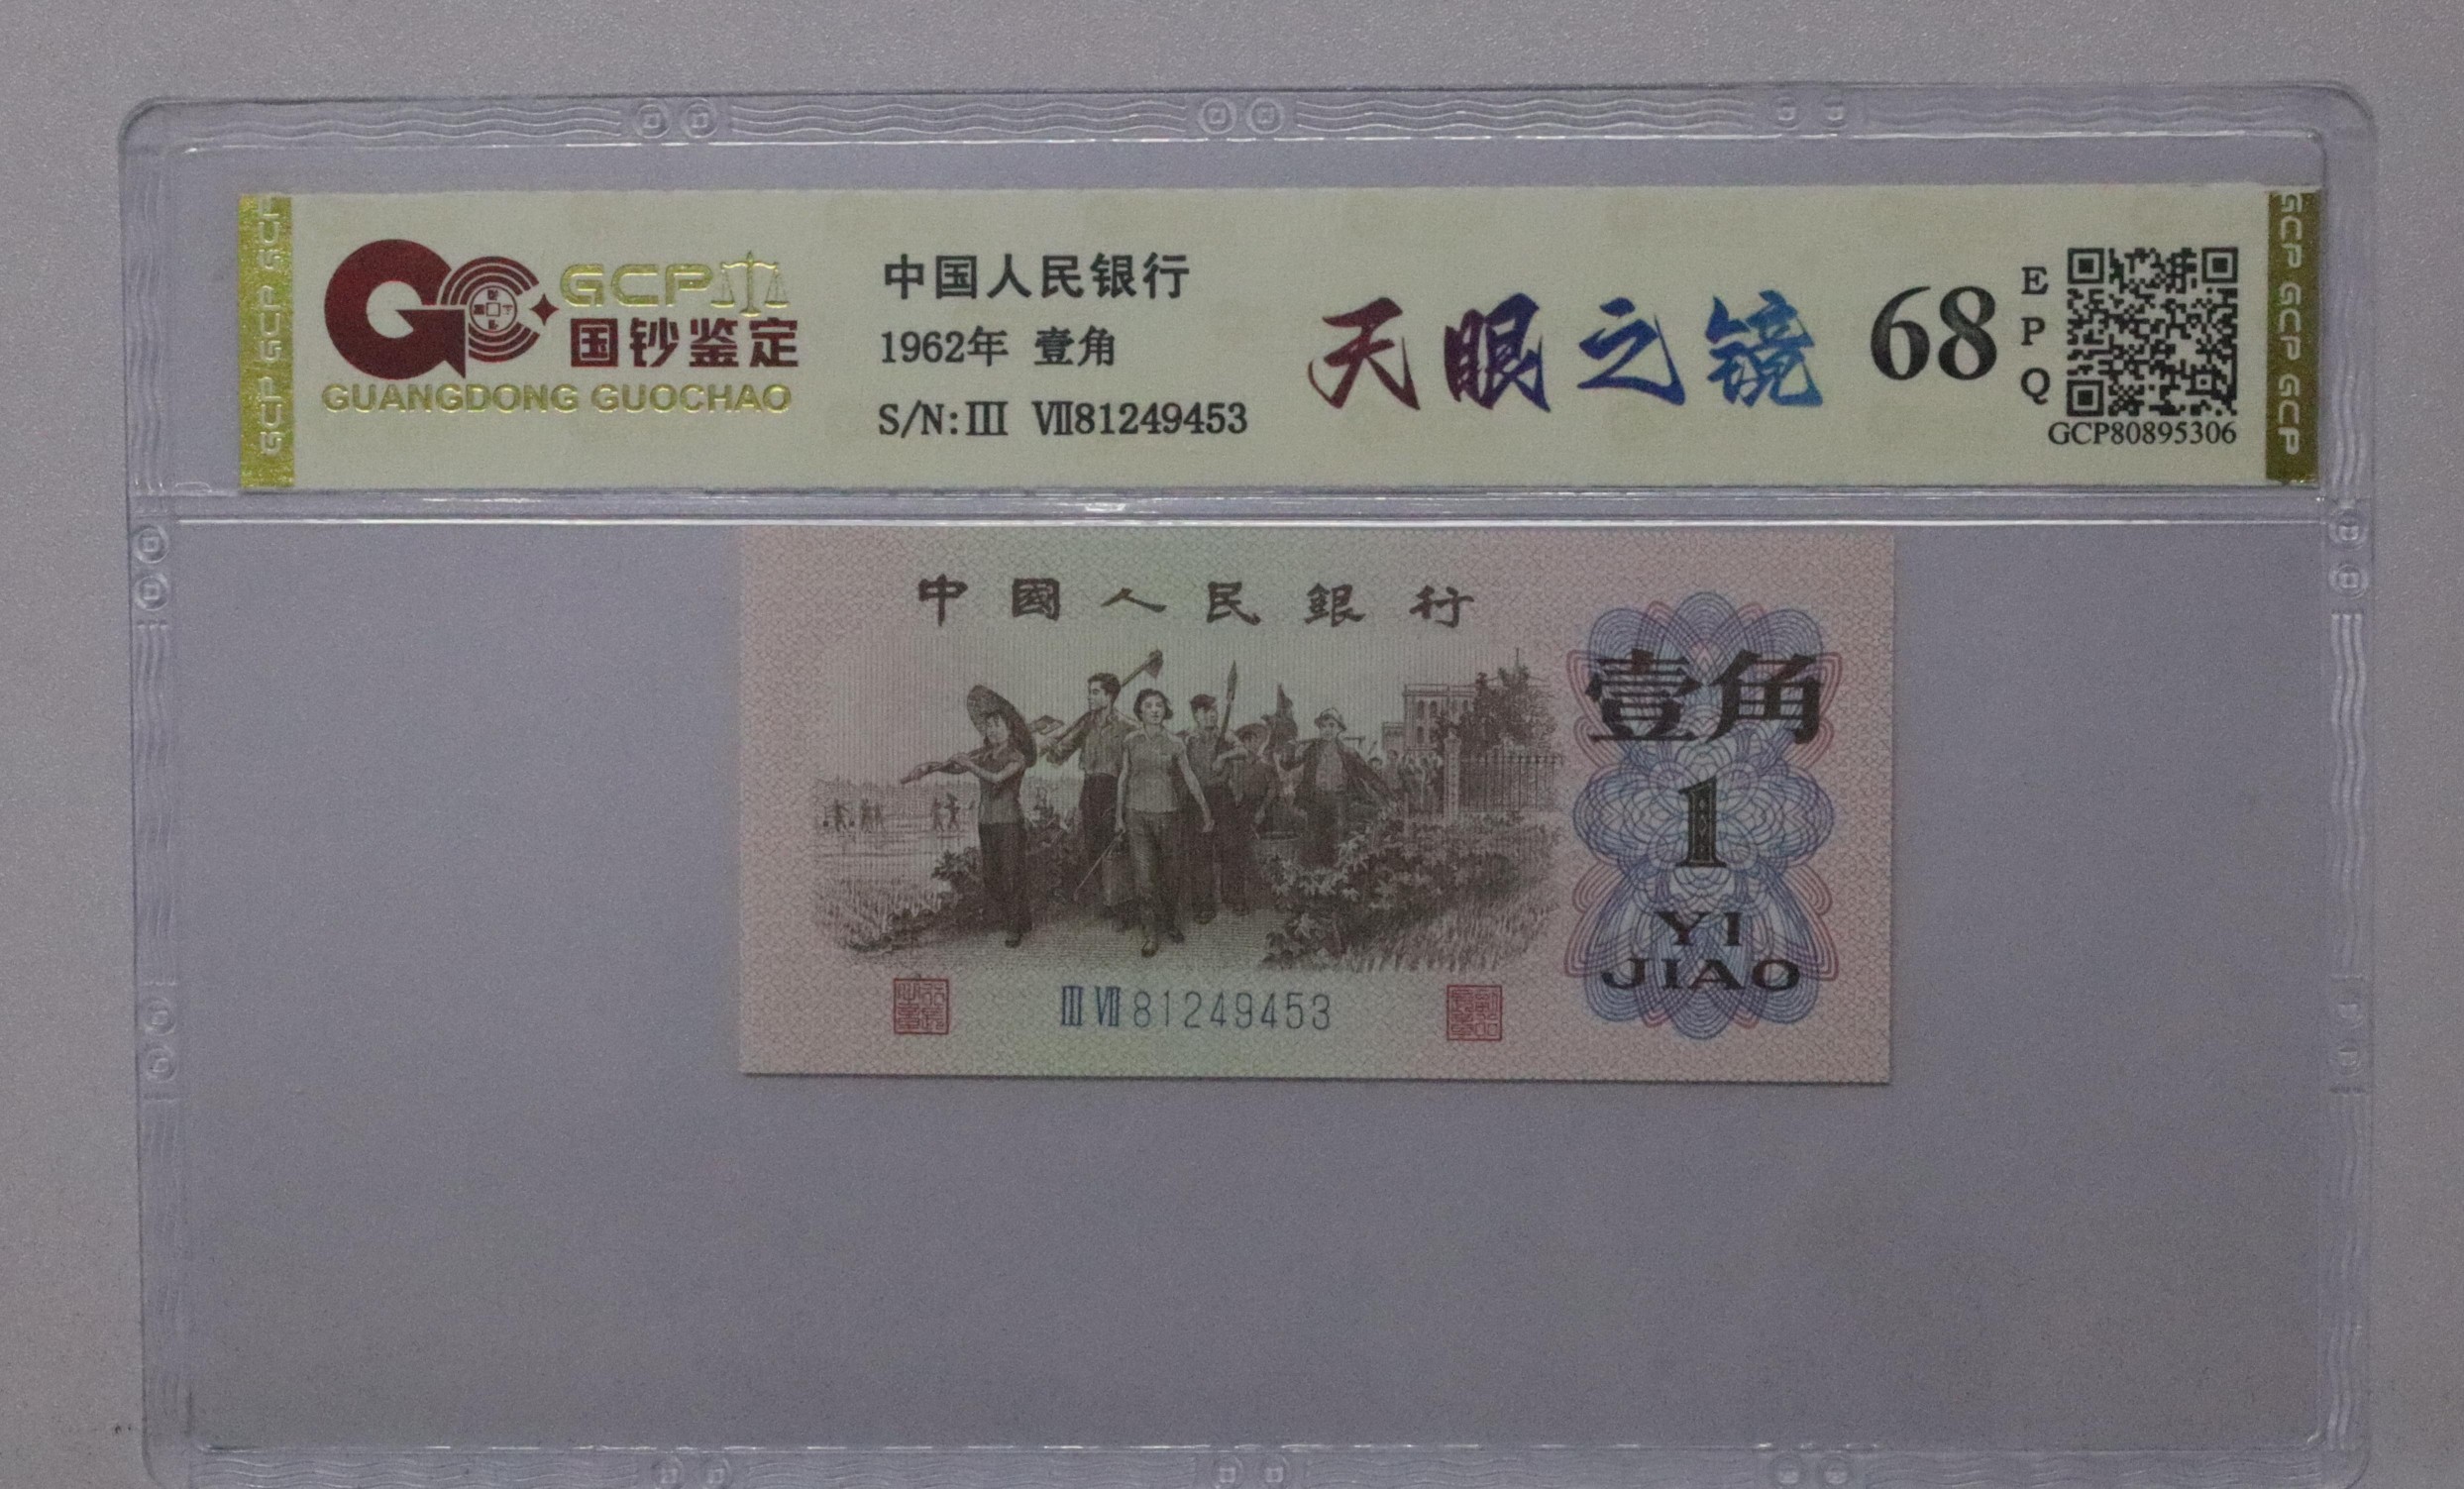 GCP
国钞鉴定
GUANGDONG GUOCHAO
中国人民银行
1962年 壹角
S/N:Ⅲ Ⅶ81249453
天眼之镜
68
EPQ
GCP80895306
GCP GCP GCP
GCP GCP GCP
中國人民銀行
壹角
1
YI
JIAO
Ⅲ Ⅶ 81249453